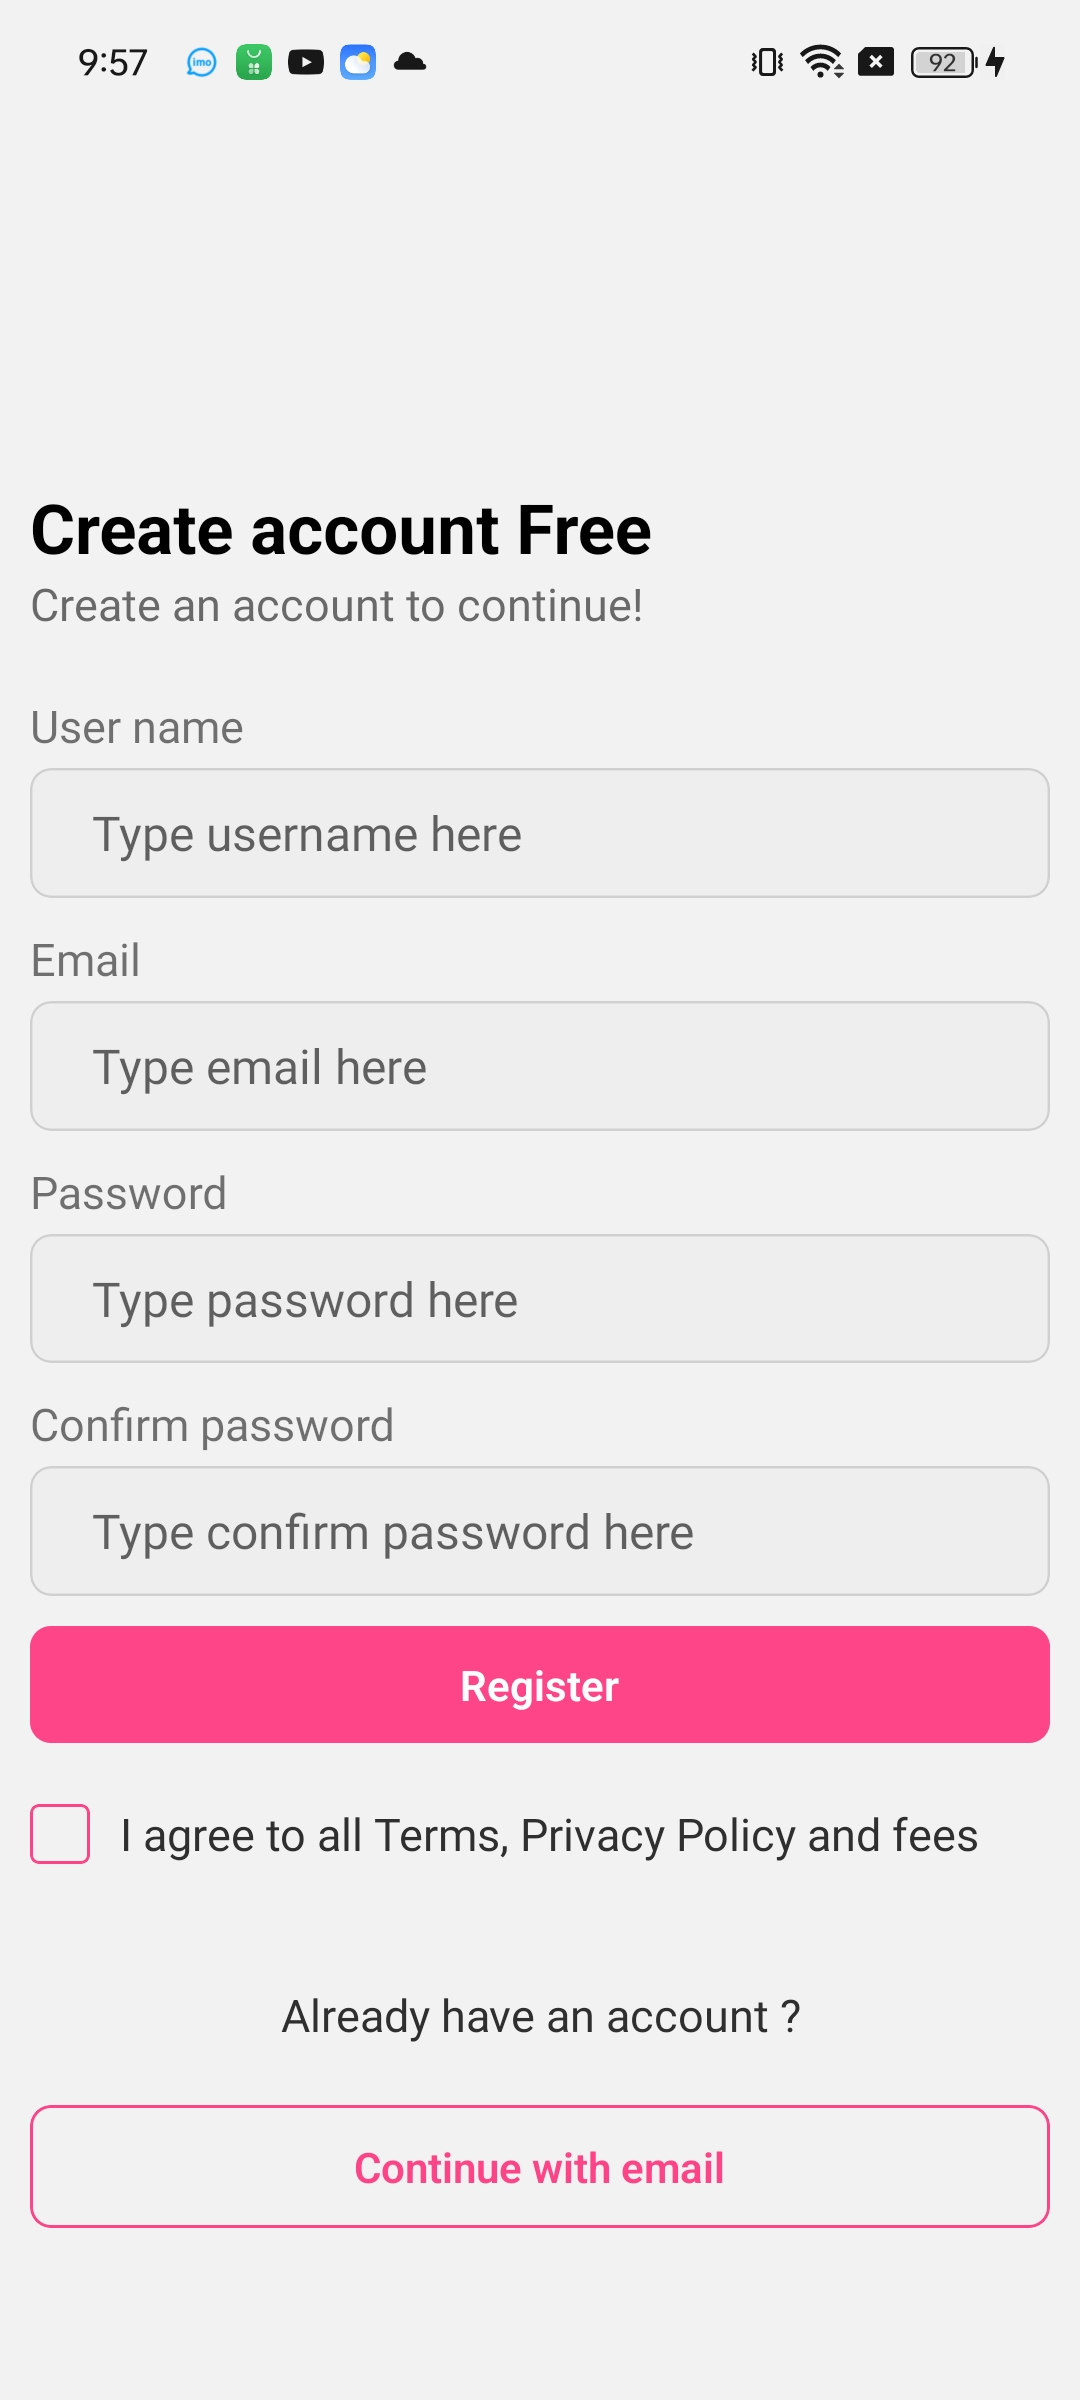 9:57 imo 92
Create account Free
Create an account to continue!
User name
Type username here
Email
Type email here
Password
Type password here
Confirm password
Type confirm password here
Register
I agree to all Terms, Privacy Policy and fees
Already have an account ?
Continue with email